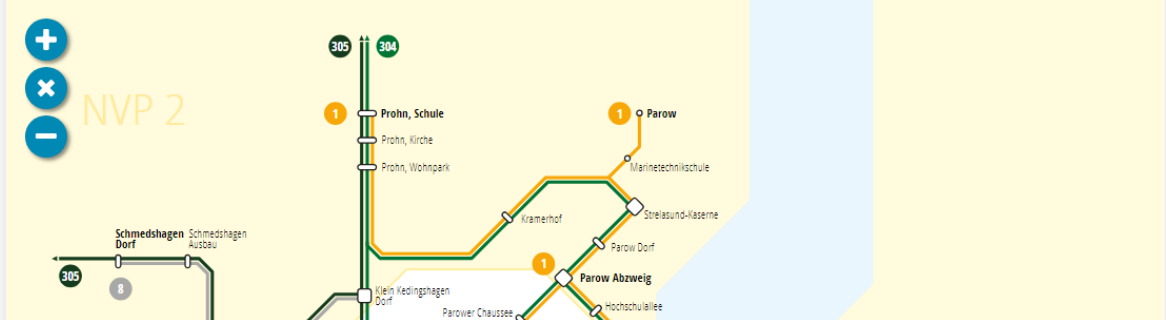 305 304
NVP 2
1 Prohn, Schule
1 Parow
Prohn, Kirche
Prohn, Wohnpark
Marinetechnikschule
Kramerhof
Strelasund-Kaserne
Schmedshagen
Dorf
Schmedshagen
Ausbau
Parow Dorf
305
8
1
Parow Abzweig
Klein Kedingshagen
Dorf
Hochschulallee
Parower Chaussee